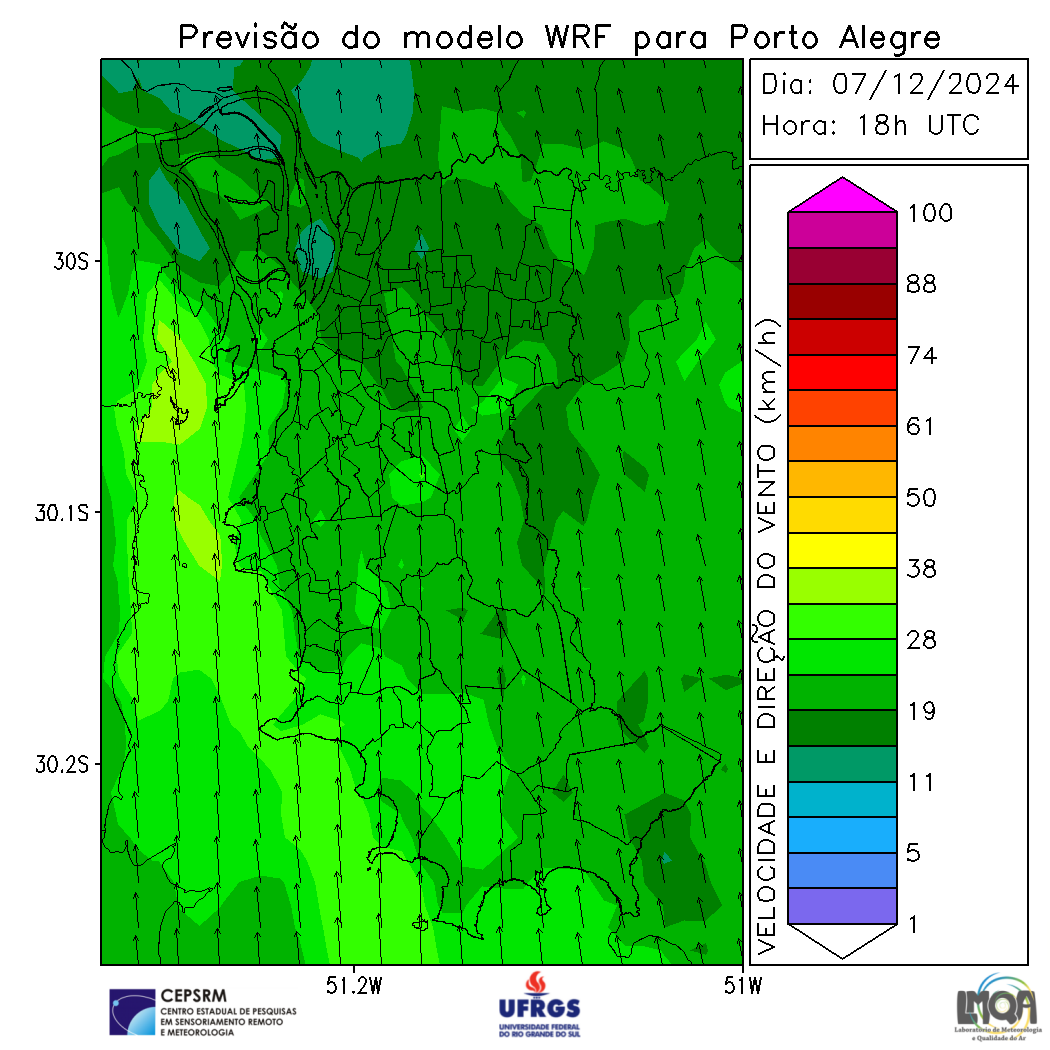 Previsão do modelo WRF para Porto Alegre
Dia: 07/12/2024
Hora: 18h UTC
30S
30.1S
30.2S
51.2W
51W
VELOCIDADE E DIREÇÃO DO VENTO (km/h)
100
88
74
61
50
38
28
19
11
5
1
CEPSRM
CENTRO ESTADUAL DE PESQUISAS
EM SENSORIAMENTO REMOTO
E METEOROLOGIA
UFRGS
UNIVERSIDADE FEDERAL
DO RIO GRANDE DO SUL
LMQA
Laboratório de Meteorologia
e Qualidade do Ar